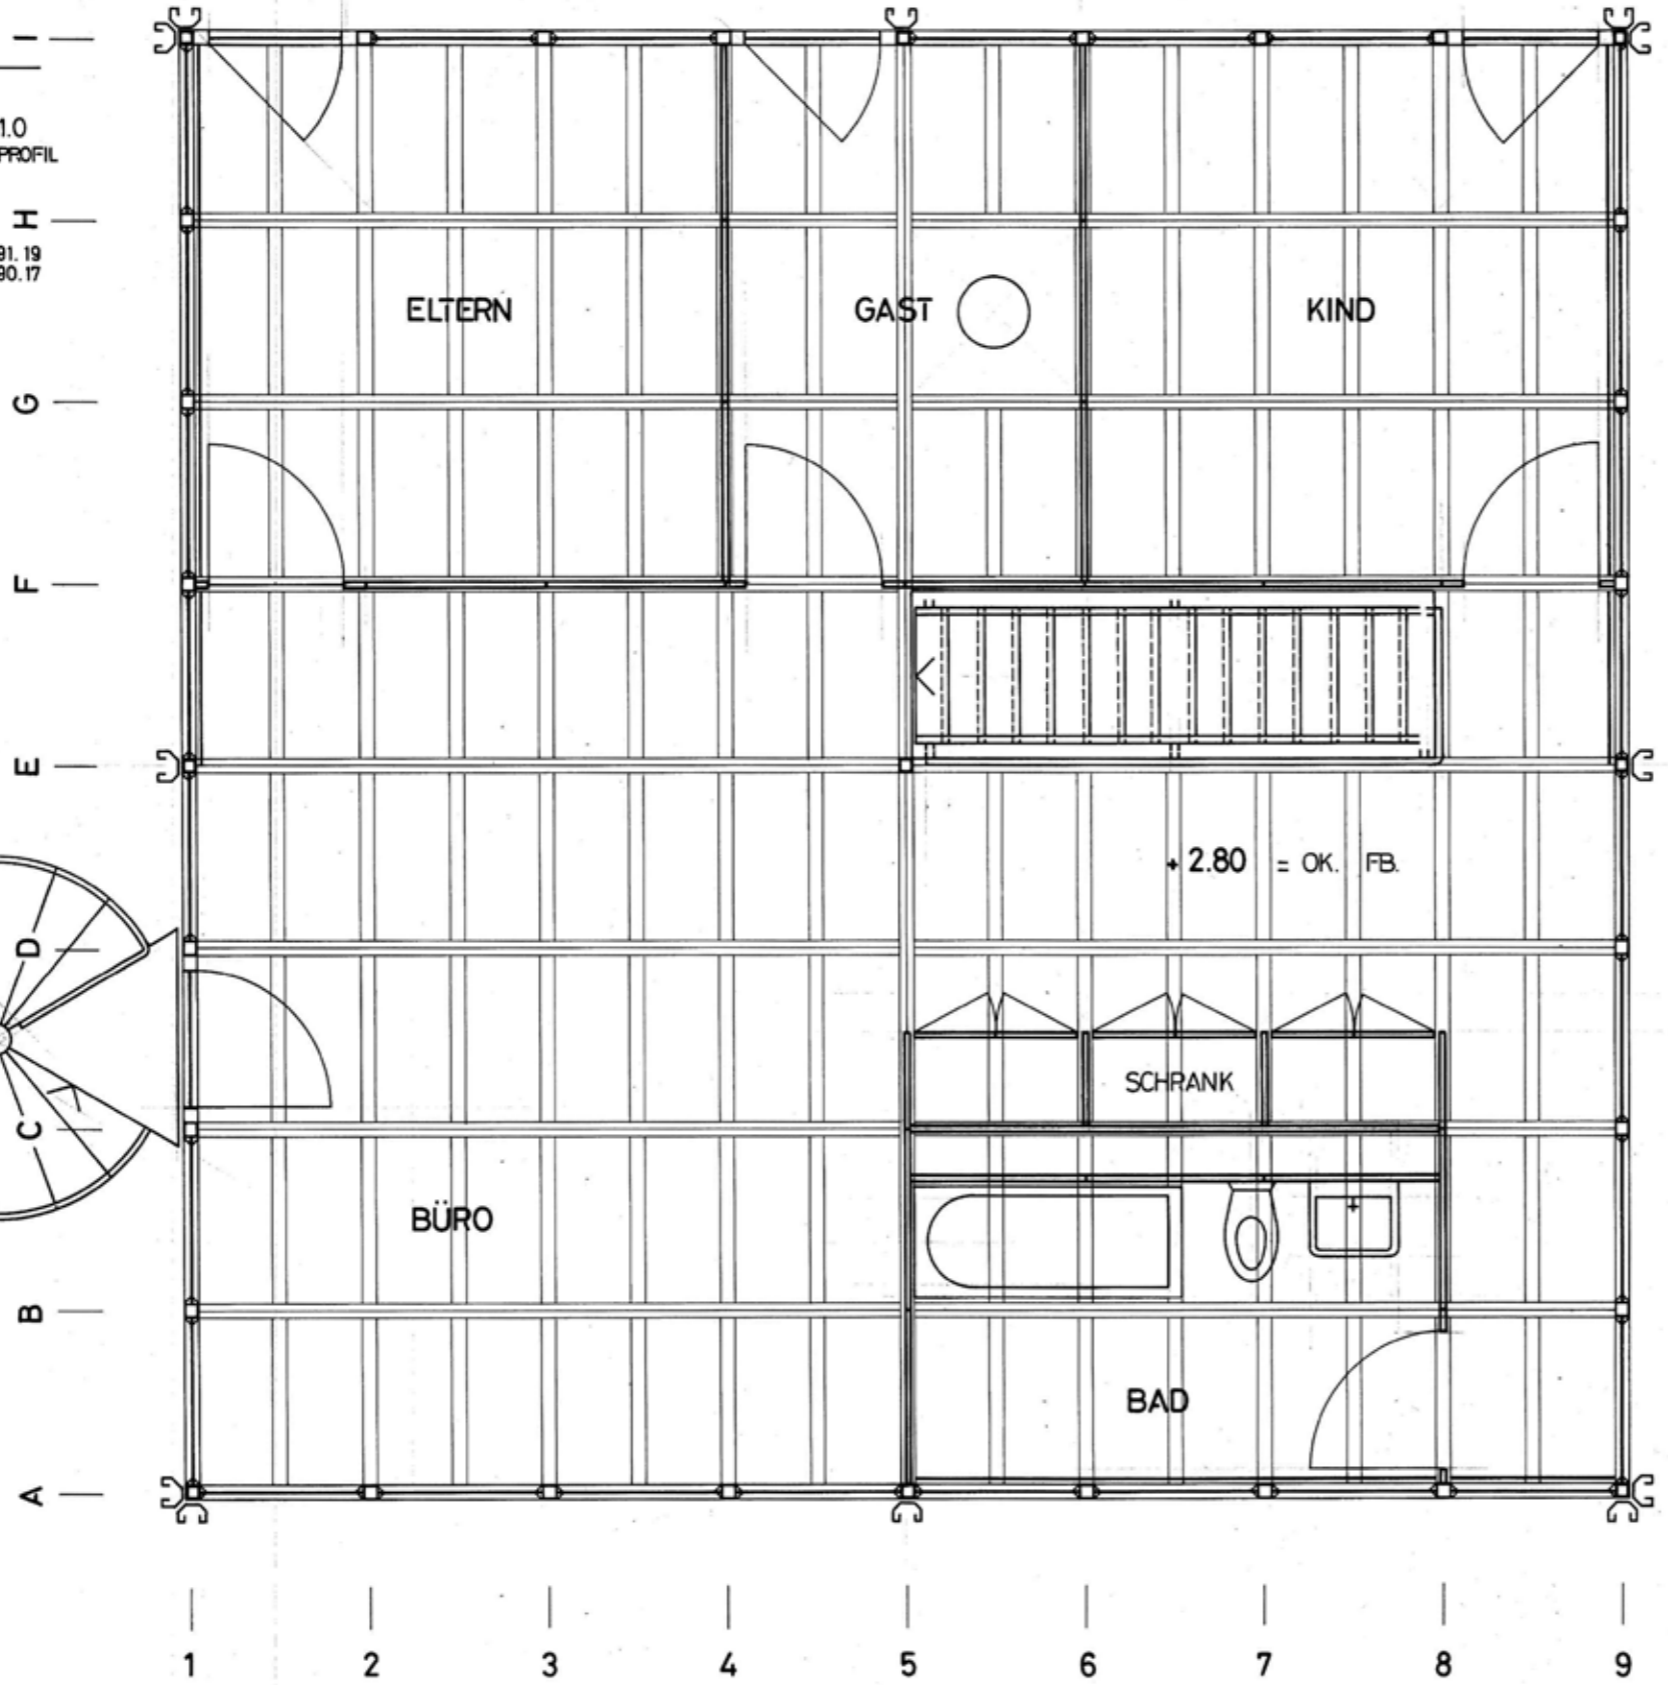 I
1.0
PROFIL
H
91.19
90.17
ELTERN GAST KIND
G
F
E
+ 2.80 = OK. FB.
D
SCHRANK
C
BÜRO
B
BAD
A
1 2 3 4 5 6 7 8 9